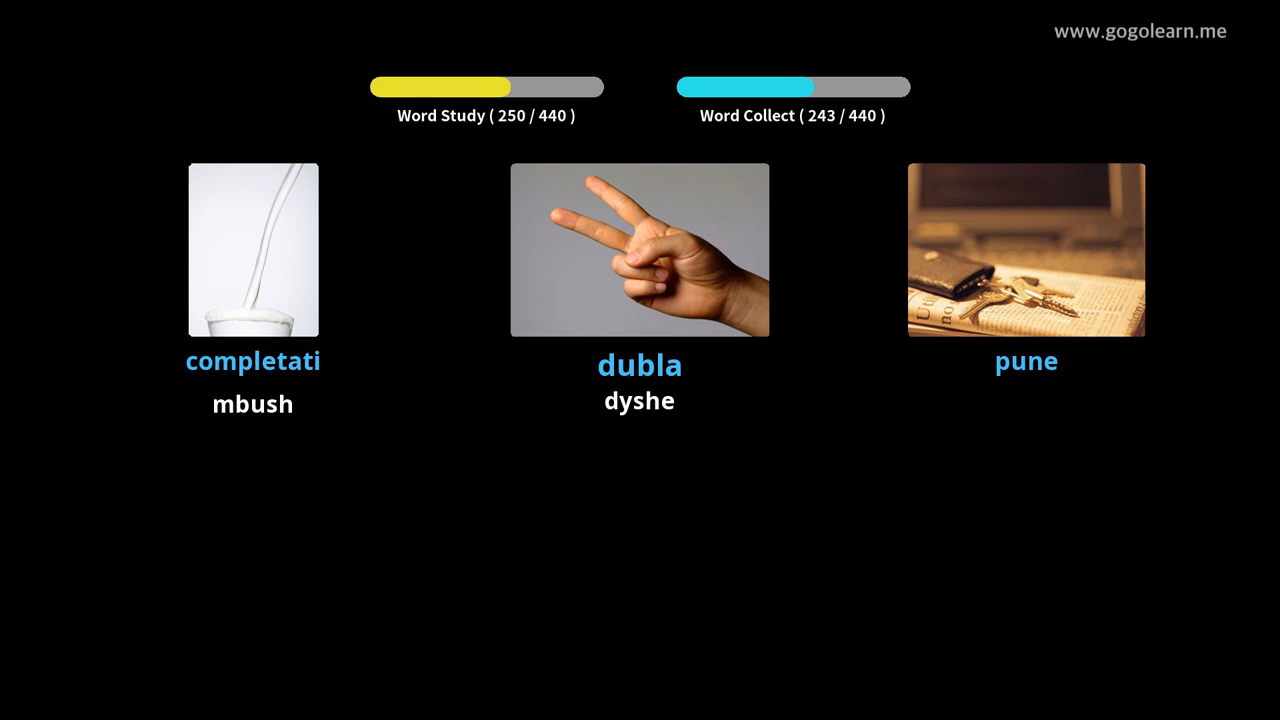 www.gogolearn.me
Word Study ( 250 / 440 )
Word Collect ( 243 / 440 )
completati
dubla
pune
mbush
dyshe